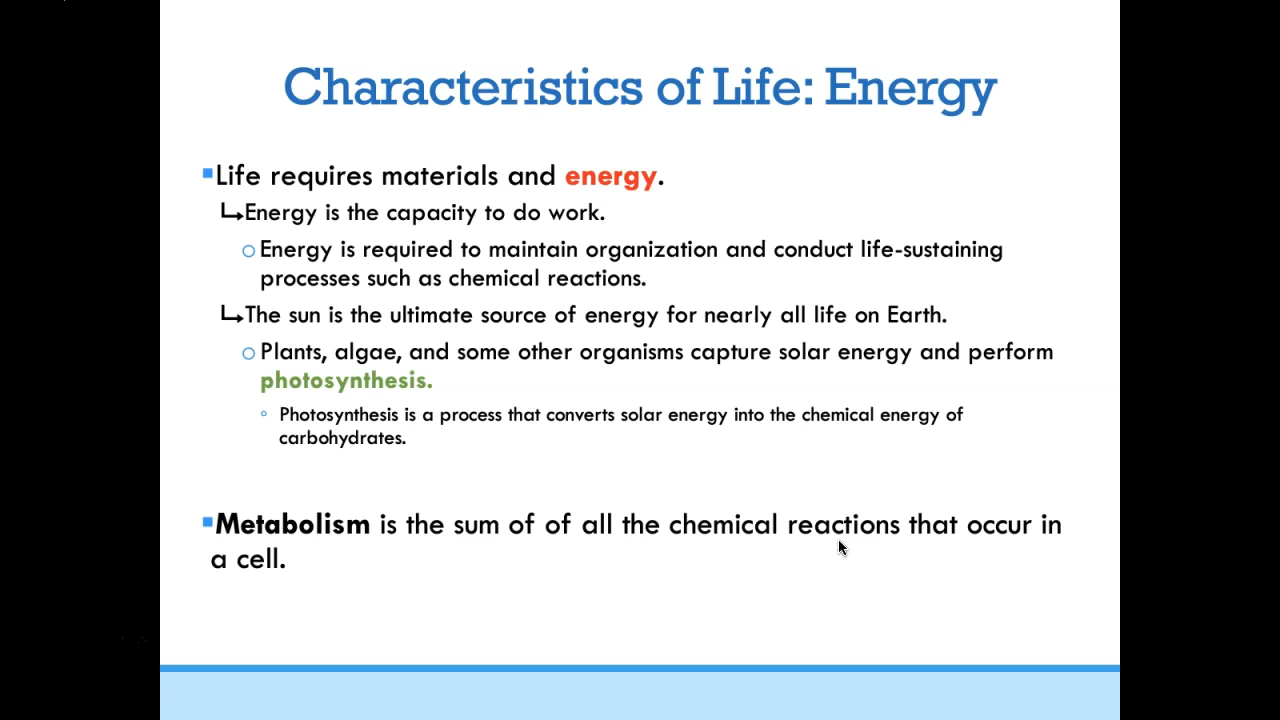 Characteristics of Life: Energy
Life requires materials and energy.
Energy is the capacity to do work.
Energy is required to maintain organization and conduct life-sustaining
processes such as chemical reactions.
The sun is the ultimate source of energy for nearly all life on Earth.
Plants, algae, and some other organisms capture solar energy and perform
photosynthesis.
Photosynthesis is a process that converts solar energy into the chemical energy of
carbohydrates.
Metabolism is the sum of of all the chemical reactions that occur in
a cell.